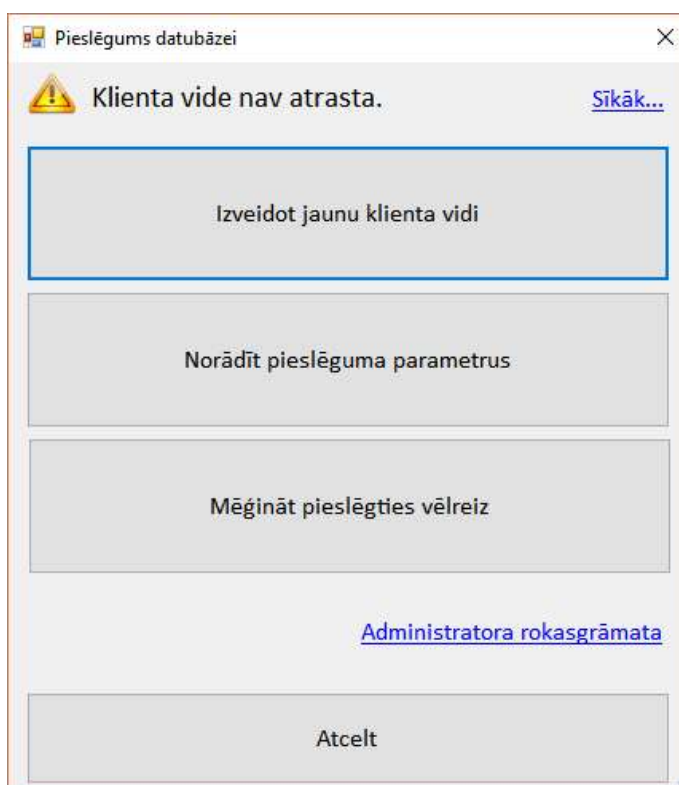 Pieslēgums datubāzei
Klienta vide nav atrasta. Sīkāk...
Izveidot jaunu klienta vidi
Norādīt pieslēguma parametrus
Mēģināt pieslēgties vēlreiz
Administratora rokasgrāmata
Atcelt